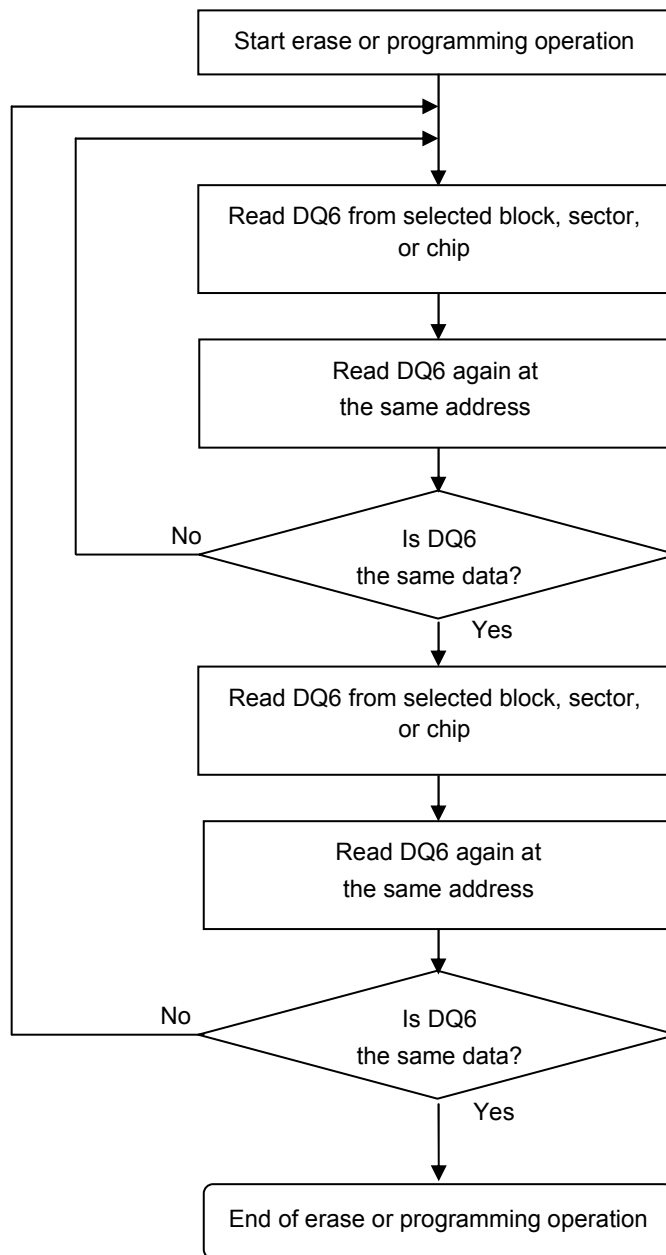 Start erase or programming operation
Read DQ6 from selected block, sector,
or chip
Read DQ6 again at
the same address
No
Is DQ6
the same data?
Yes
Read DQ6 from selected block, sector,
or chip
Read DQ6 again at
the same address
No
Is DQ6
the same data?
Yes
End of erase or programming operation